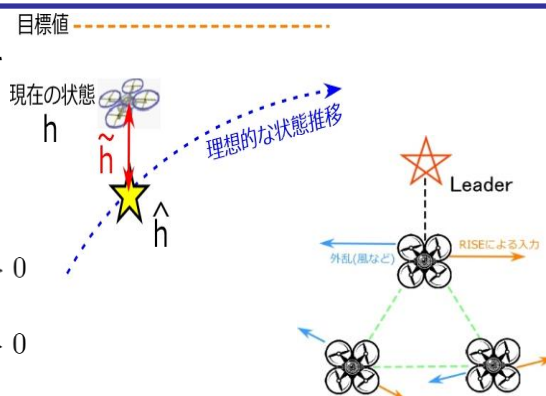 目標値
現在の状態
h
h̃
ĥ
理想的な状態推移
Leader
RISEによる入力
外乱(風など)
0
0